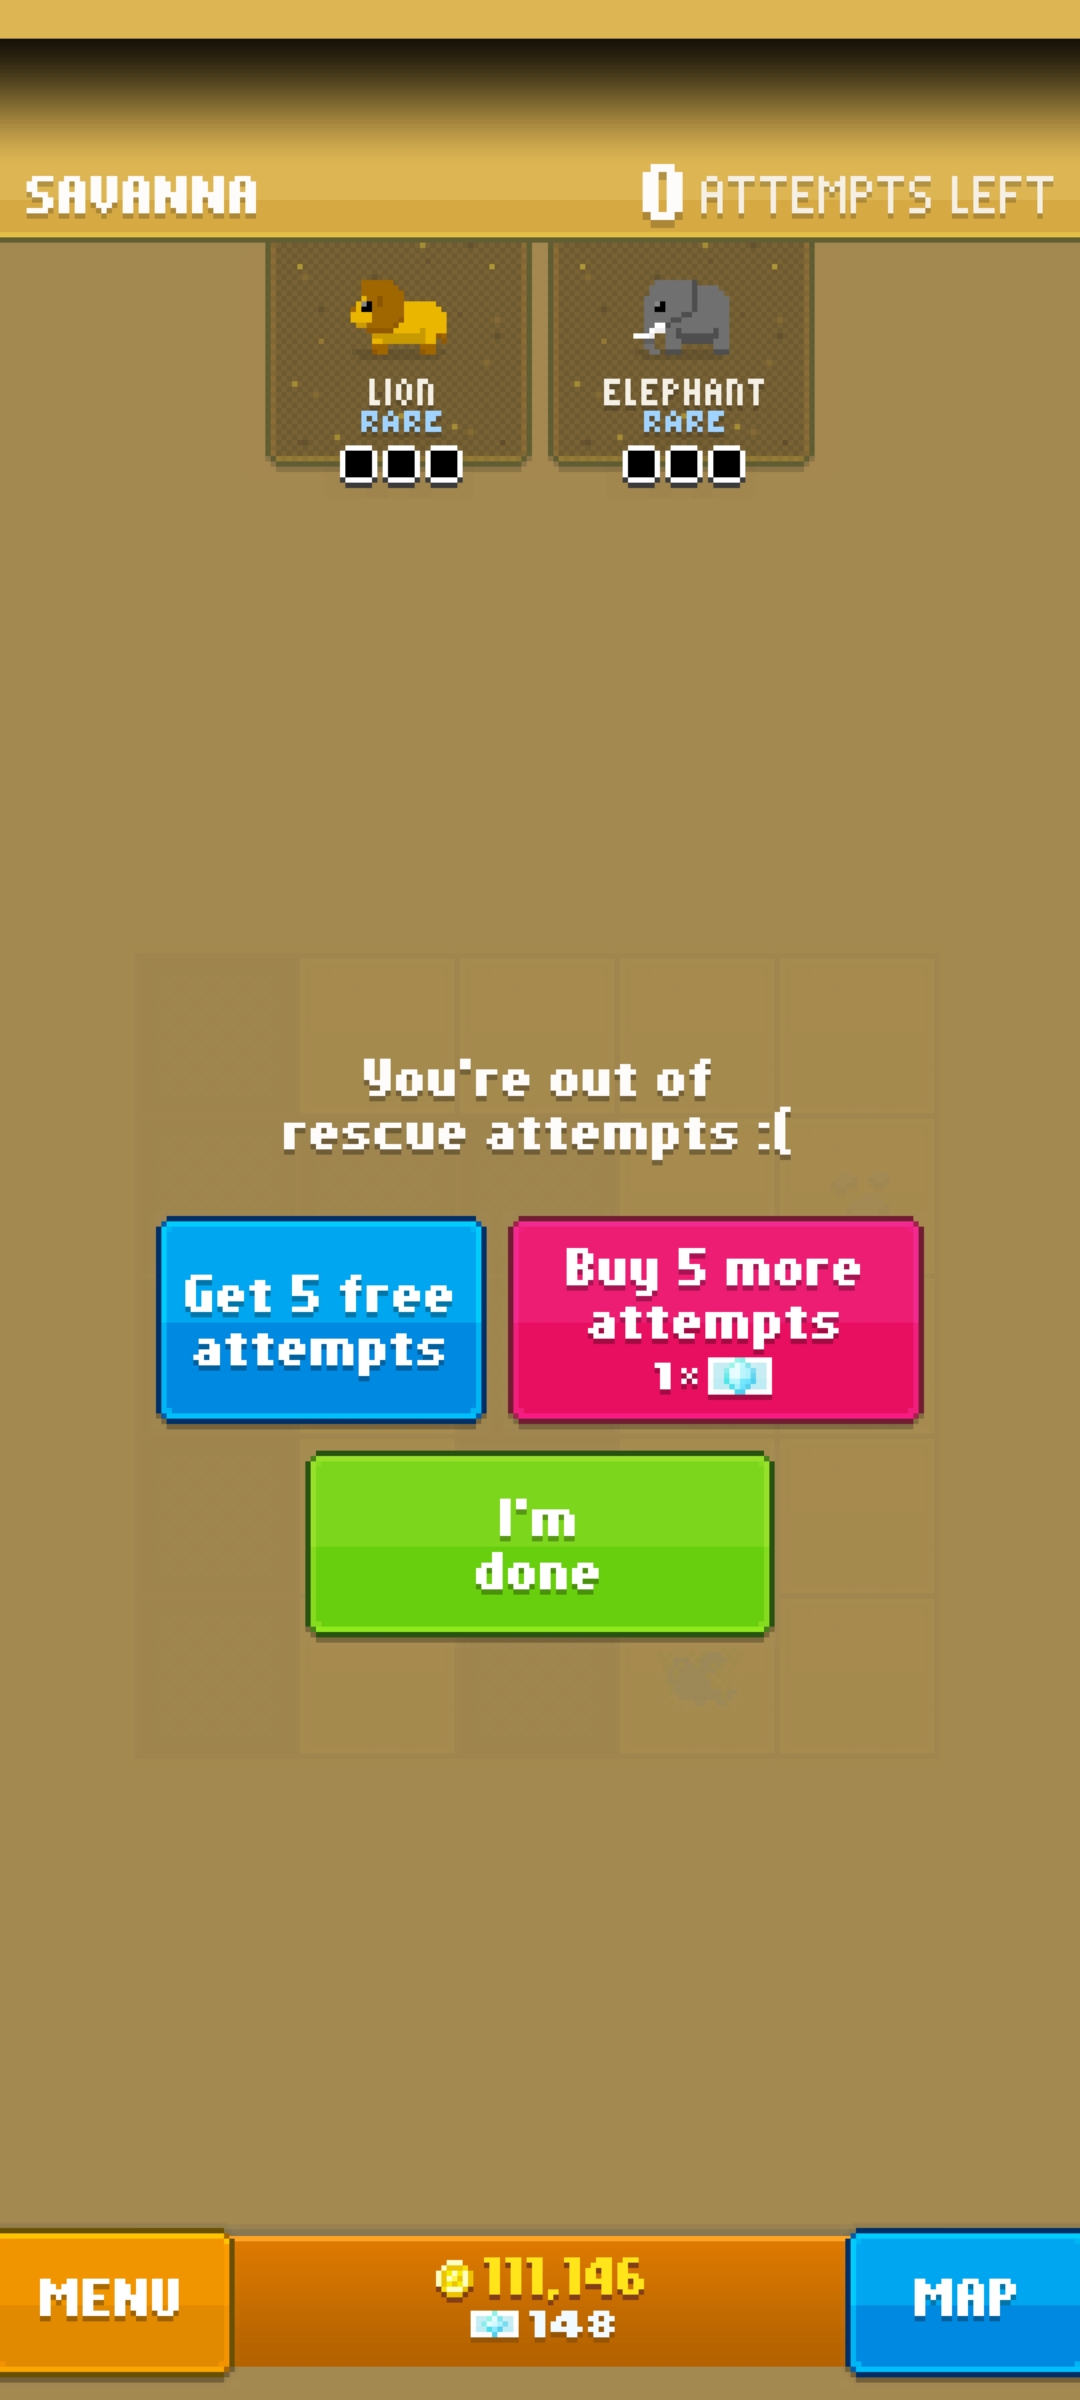 SAVANNA
0 ATTEMPTS LEFT
LION
RARE
ELEPHANT
RARE
You're out of
rescue attempts :(
Get 5 free
attempts
Buy 5 more
attempts
1×
I'm
done
MENU
111,146
148
MAP